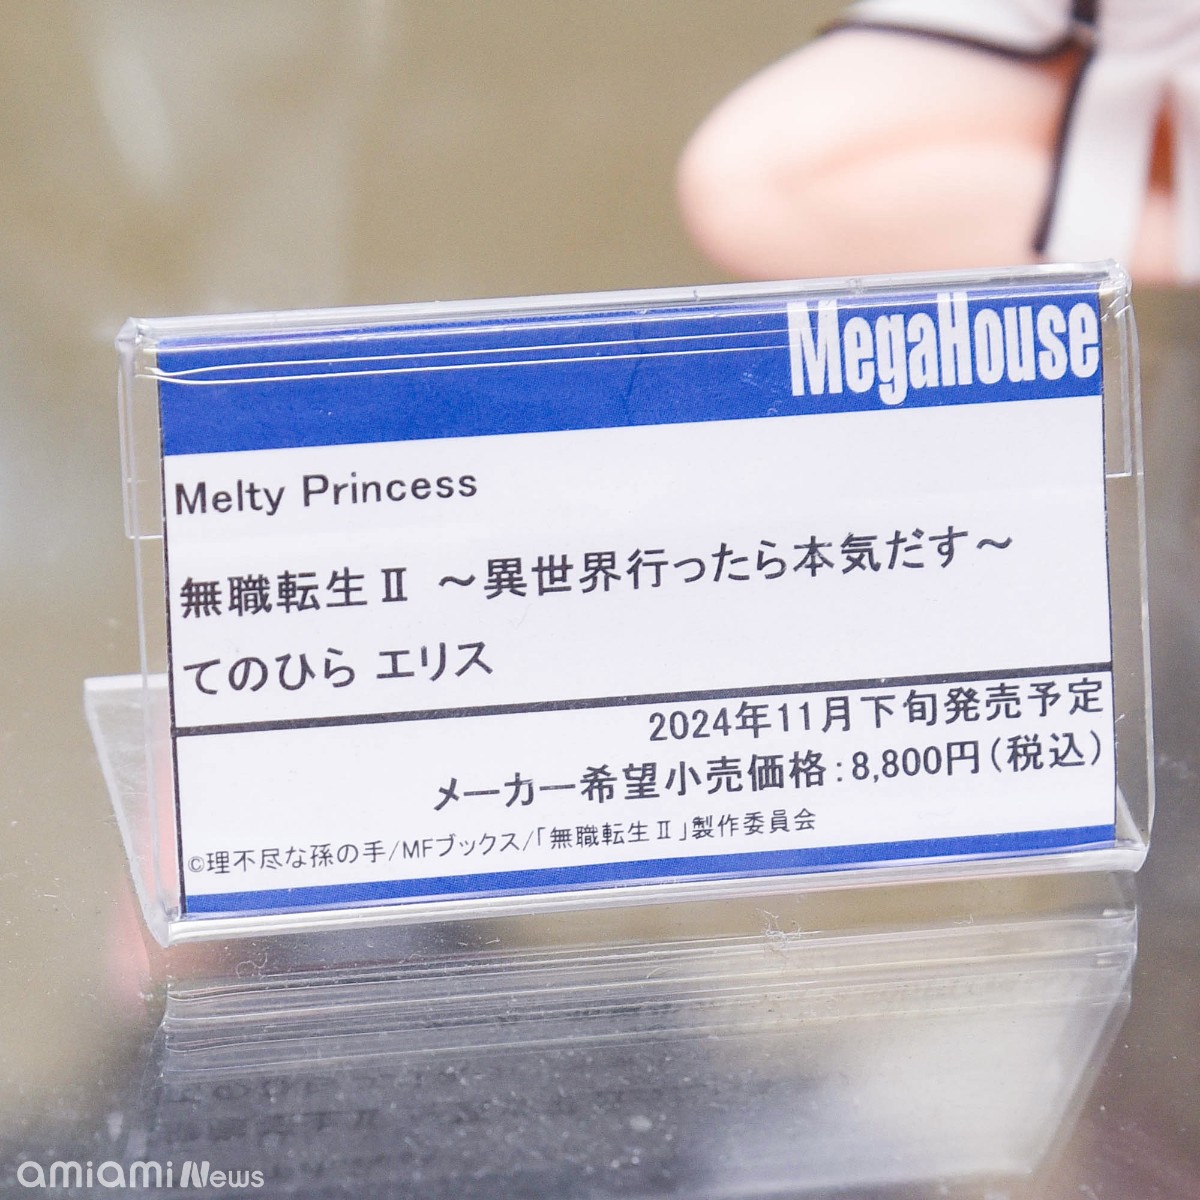 MegaHouse
Melty Princess
無職転生Ⅱ ～異世界行ったら本気だす～
てのひら エリス
2024年11月下旬発売予定
メーカー希望小売価格：8,800円（税込）
©理不尽な孫の手/MFブックス/「無職転生Ⅱ」製作委員会
amiami News